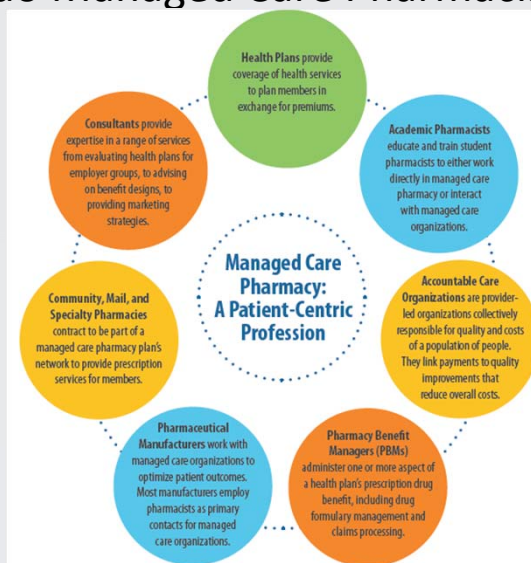 Managed Care
Health Plans provide
coverage of health services
to plan members in
exchange for premiums.
Academic Pharmacists
educate and train student
pharmacists to either work
directly in managed care
pharmacy or interact
with managed care
organizations.
Accountable Care
Organizations are provider-
led organizations collectively
responsible for quality and costs
of a population of people.
They link payments to quality
improvements that
reduce overall costs.
Pharmacy Benefit
Managers (PBMs)
administer one or more aspect of
a health plan's prescription drug
benefit, including drug
formulary management and
claims processing.
Pharmaceutical
Manufacturers work with
managed care organizations to
optimize patient outcomes.
Most manufacturers employ
pharmacists as primary
contacts for managed
care organizations.
Community, Mail, and
Specialty Pharmacies
contract to be part of a
managed care pharmacy plan's
network to provide prescription
services for members.
Consultants provide
expertise in a range of services
from evaluating health plans for
employer groups, to advising
on benefit designs, to
providing marketing
strategies.
Managed Care
Pharmacy:
A Patient-Centric
Profession